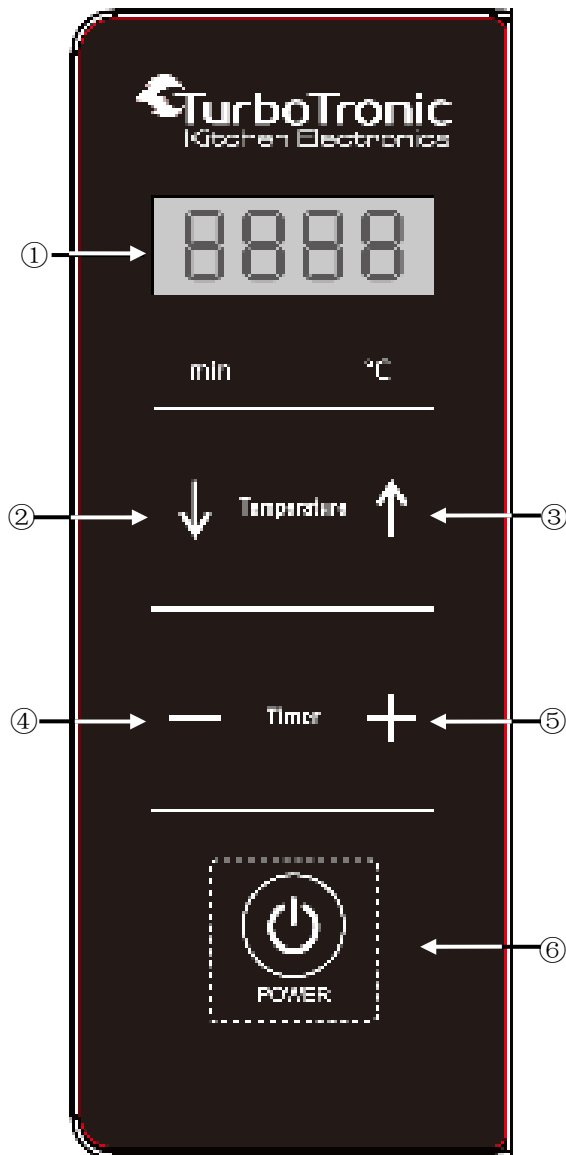 TurboTronic
Kitchen Electronics
① 8888
min °C
② Temperature ③
④ − Timer + ⑤
⑥
POWER